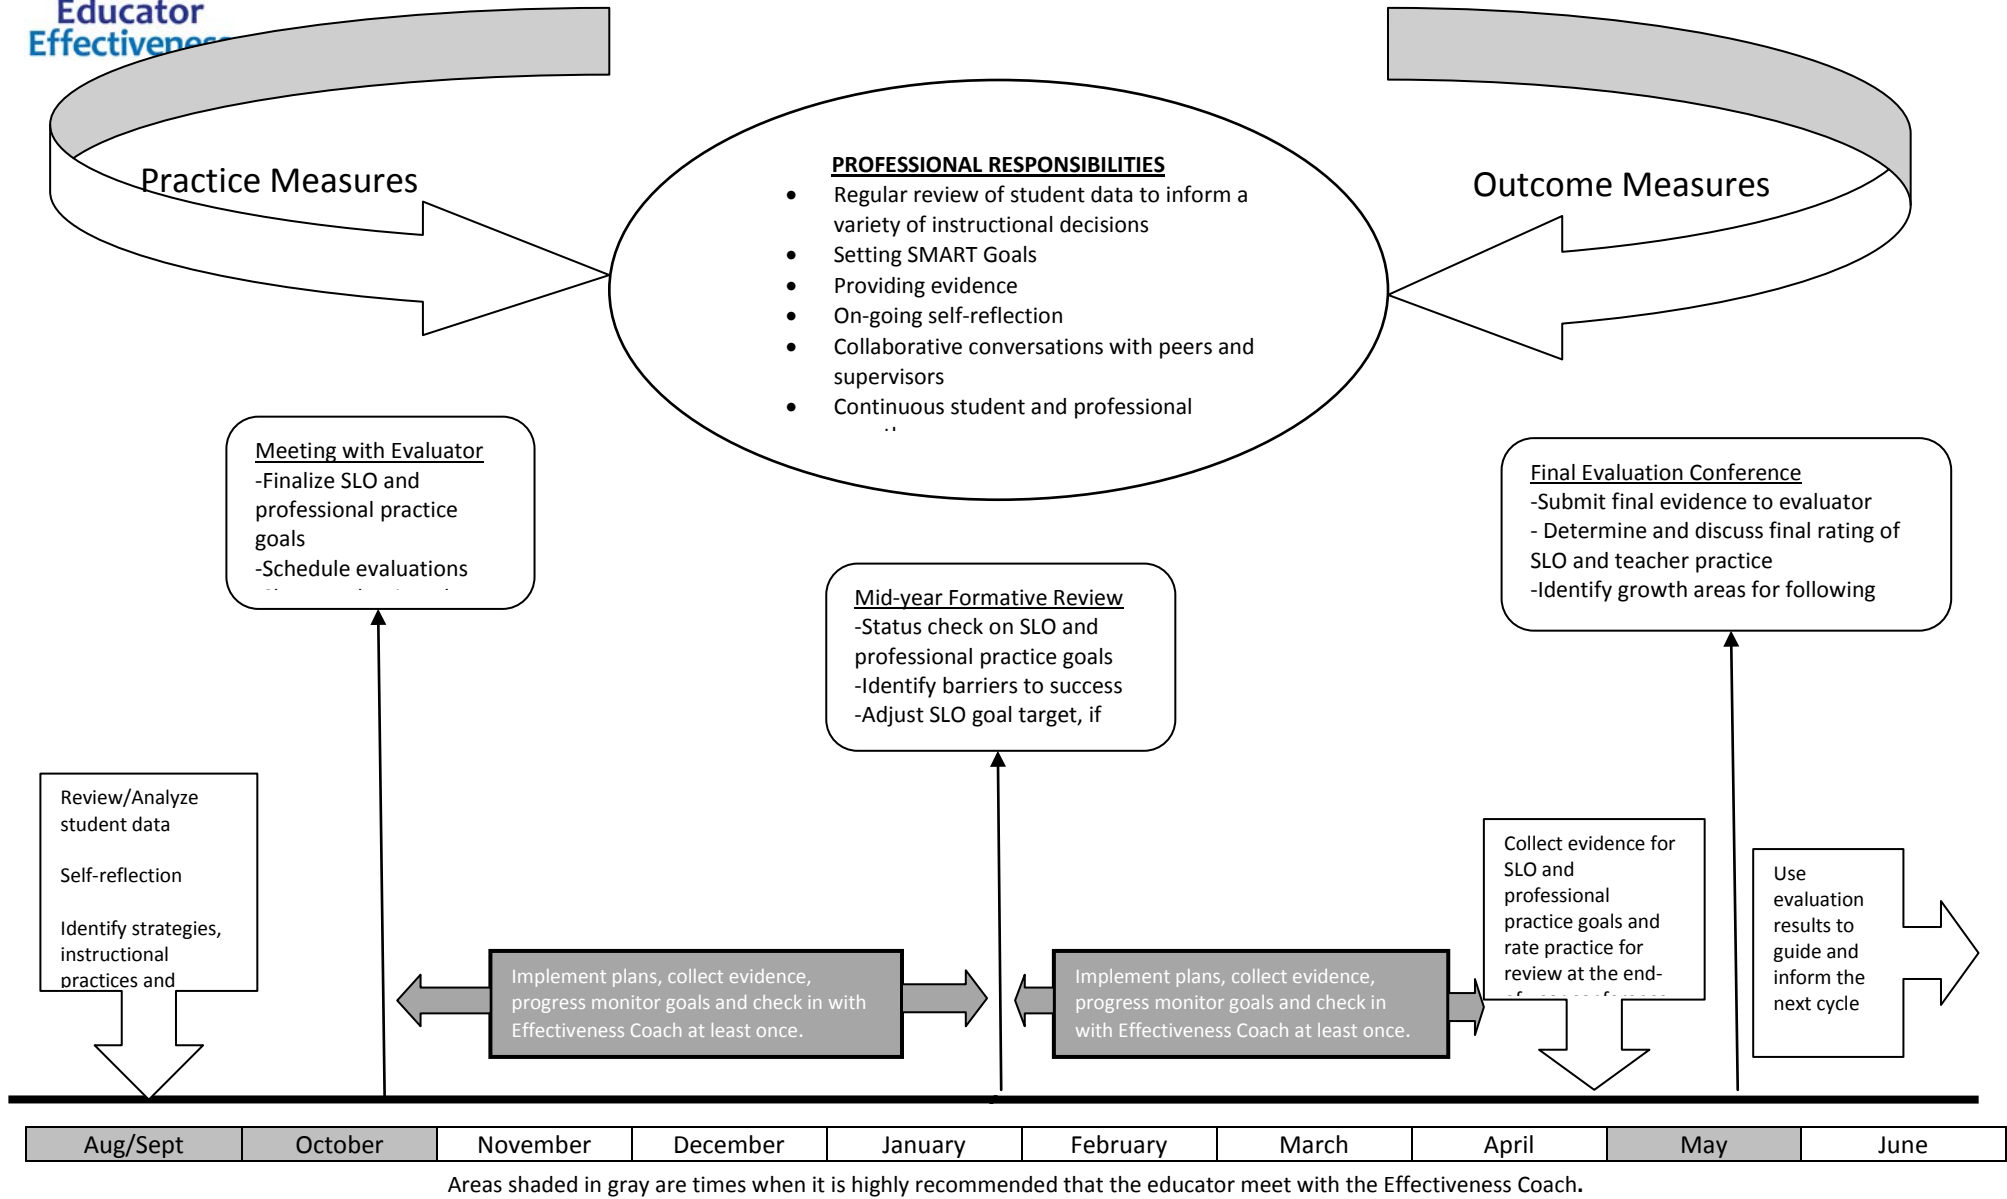 Educator
Effectiveness
Practice Measures
Outcome Measures
PROFESSIONAL RESPONSIBILITIES
• Regular review of student data to inform a
variety of instructional decisions
• Setting SMART Goals
• Providing evidence
• On-going self-reflection
• Collaborative conversations with peers and
supervisors
• Continuous student and professional
Meeting with Evaluator
-Finalize SLO and
professional practice
goals
-Schedule evaluations
Mid-year Formative Review
-Status check on SLO and
professional practice goals
-Identify barriers to success
-Adjust SLO goal target, if
Final Evaluation Conference
-Submit final evidence to evaluator
- Determine and discuss final rating of
SLO and teacher practice
-Identify growth areas for following
Review/Analyze
student data
Self-reflection
Identify strategies,
instructional
practices and
Implement plans, collect evidence,
progress monitor goals and check in with
Effectiveness Coach at least once.
Implement plans, collect evidence,
progress monitor goals and check in
with Effectiveness Coach at least once.
Collect evidence for
SLO and
professional
practice goals and
rate practice for
review at the end-
Use
evaluation
results to
guide and
inform the
next cycle
Aug/Sept October November December January February March April May June
Areas shaded in gray are times when it is highly recommended that the educator meet with the Effectiveness Coach.